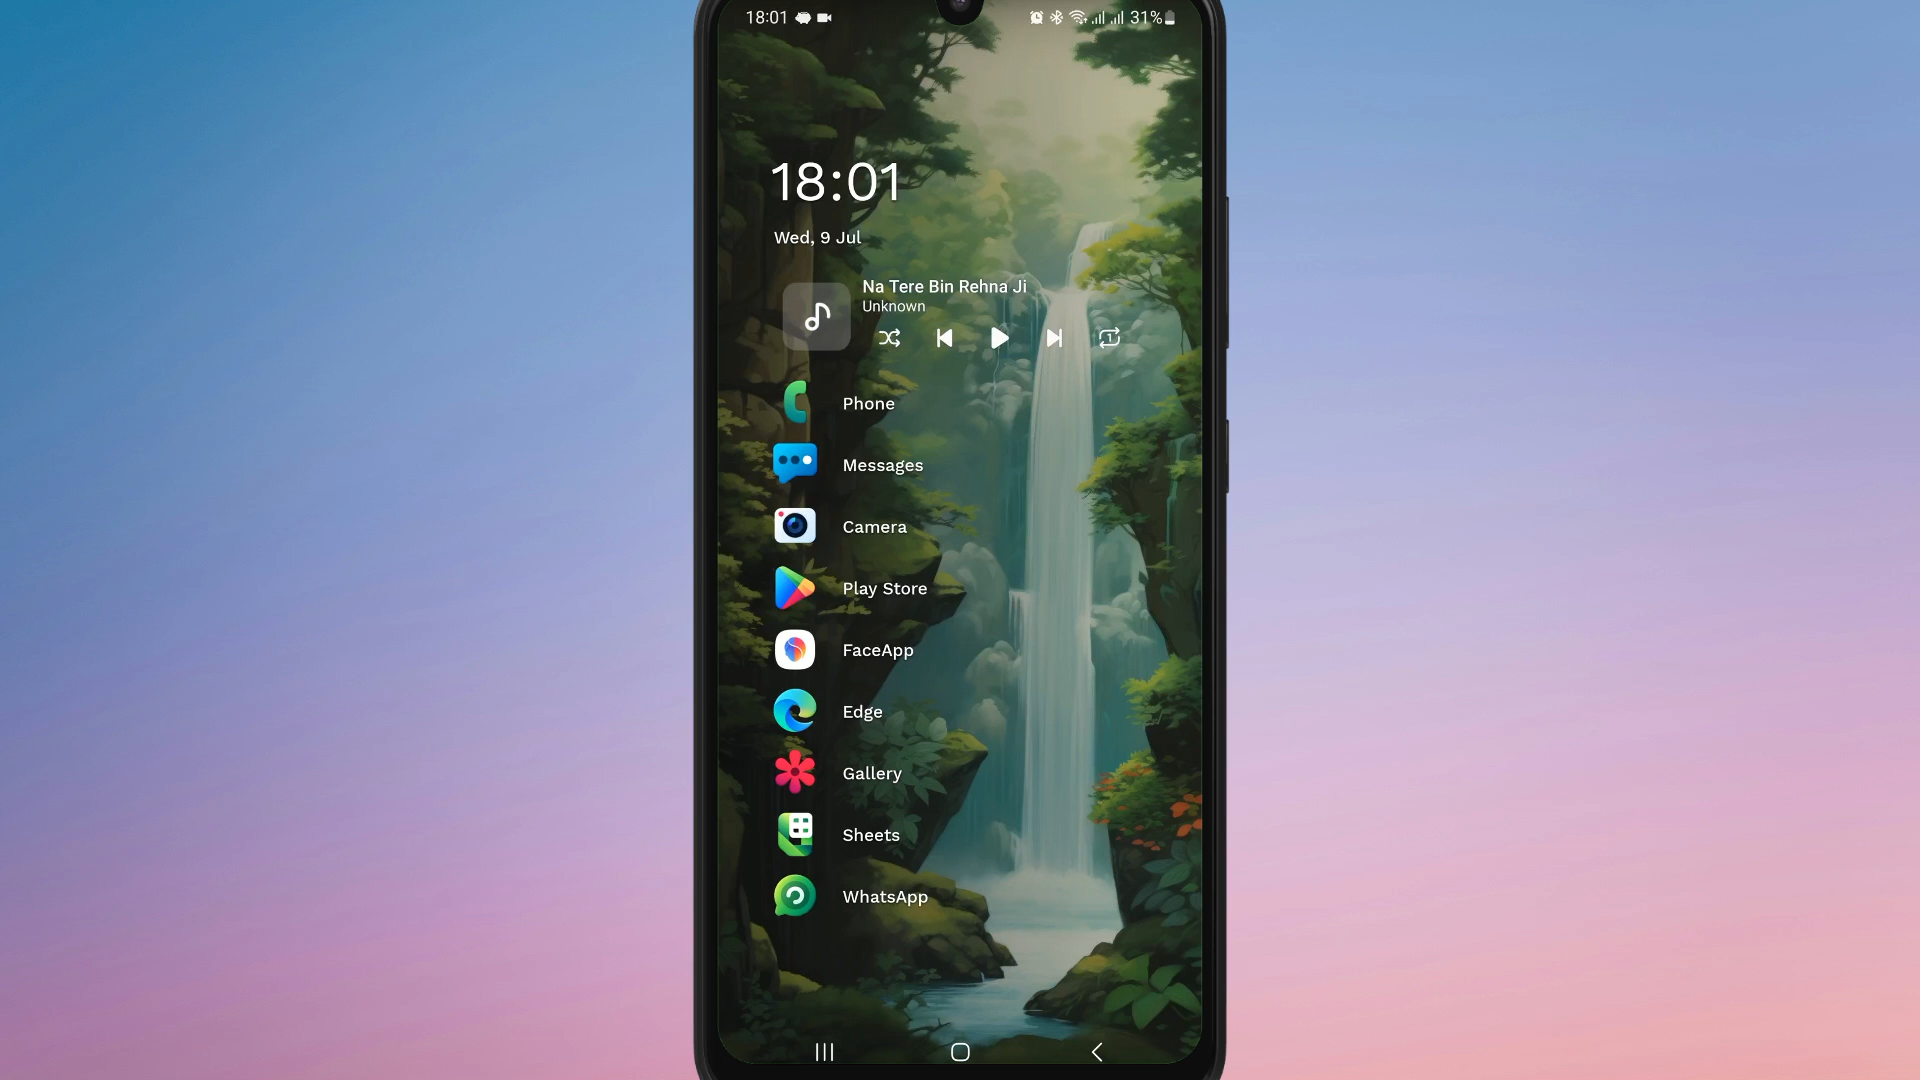 18:01
31%
18:01
Wed, 9 Jul
Na Tere Bin Rehna Ji
Unknown
Phone
Messages
Camera
Play Store
FaceApp
Edge
Gallery
Sheets
WhatsApp